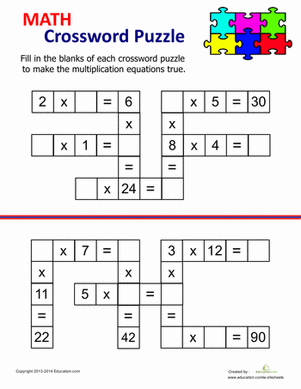 MATH
Crossword Puzzle
Fill in the blanks of each crossword puzzle
to make the multiplication equations true.
2 x = 6
x 5 = 30
x x
x 1 =
8 x 4 =
= =
x 24 =
x 7 =
3 x 12 =
x x x
11 5 x =
= = =
22 42 x = 90
Copyright © 2013-2014 Education.com
Created by :
www.education.com/worksheets